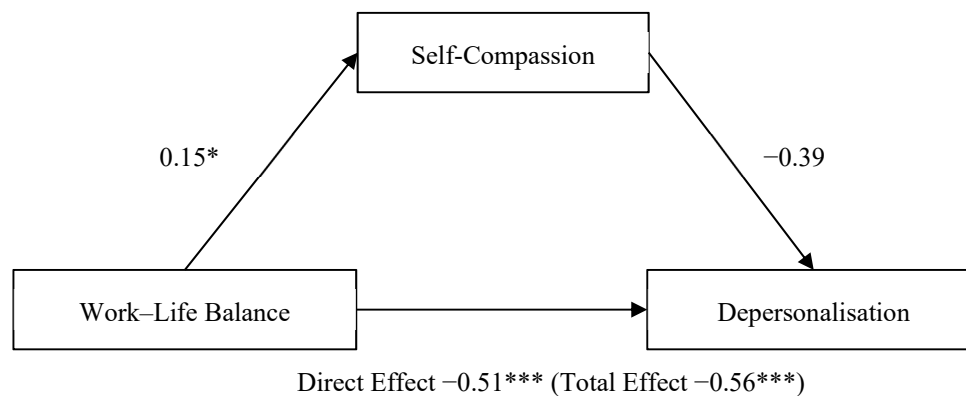 Self-Compassion
0.15*
−0.39
Work–Life Balance
Depersonalisation
Direct Effect −0.51*** (Total Effect −0.56***)